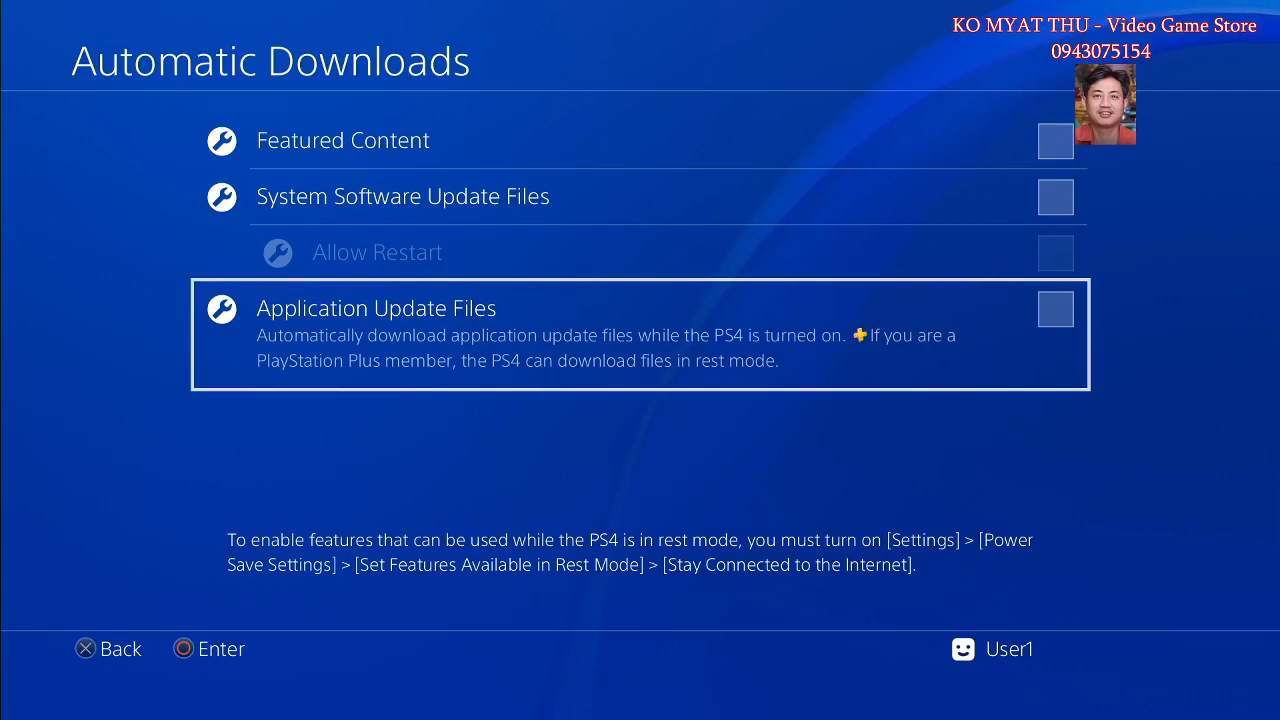 KO MYAT THU - Video Game Store
0943075154
Automatic Downloads
Featured Content
System Software Update Files
Allow Restart
Application Update Files
Automatically download application update files while the PS4 is turned on. If you are a
PlayStation Plus member, the PS4 can download files in rest mode.
To enable features that can be used while the PS4 is in rest mode, you must turn on [Settings] > [Power
Save Settings] > [Set Features Available in Rest Mode] > [Stay Connected to the Internet].
Back
Enter
User1